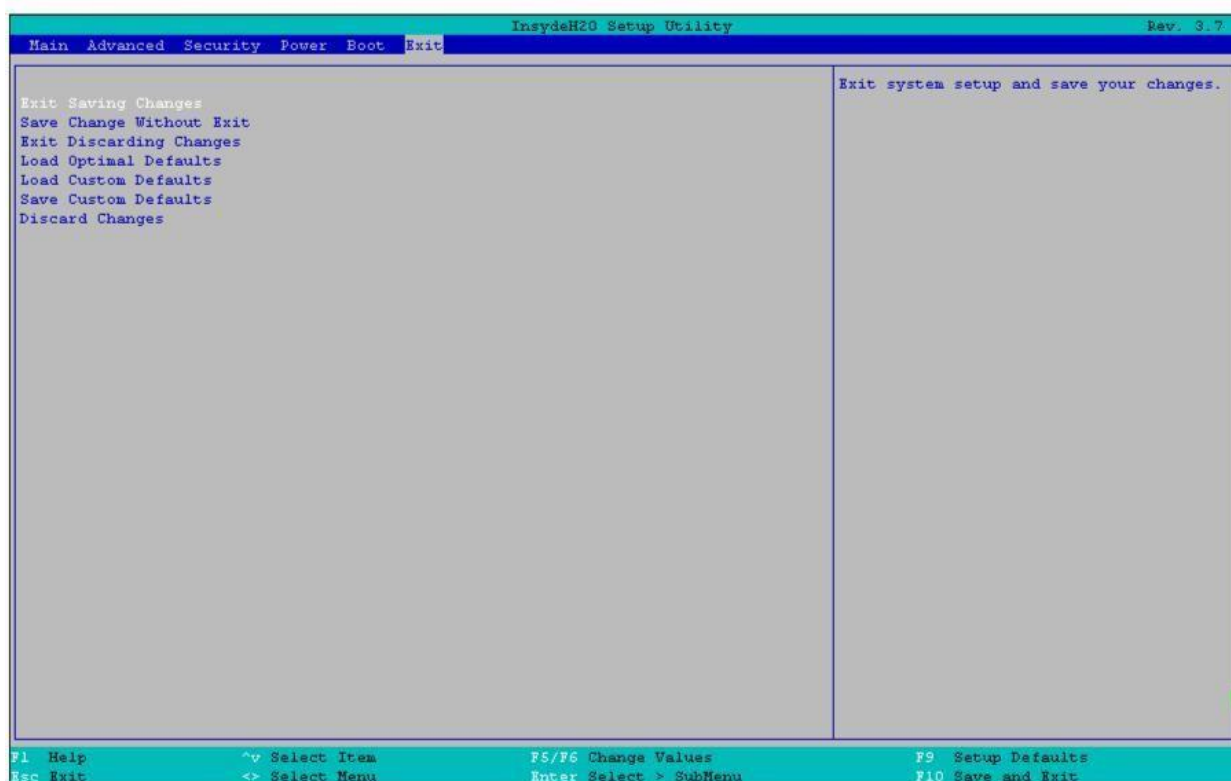 InsydeH20 Setup Utility Rev. 3.7
Main Advanced Security Power Boot Exit
Exit system setup and save your changes.
Exit Saving Changes
Save Change Without Exit
Exit Discarding Changes
Load Optimal Defaults
Load Custom Defaults
Save Custom Defaults
Discard Changes
F1 Help ^v Select Item F5/F6 Change Values F9 Setup Defaults
Esc Exit <> Select Menu Enter Select > SubMenu F10 Save and Exit